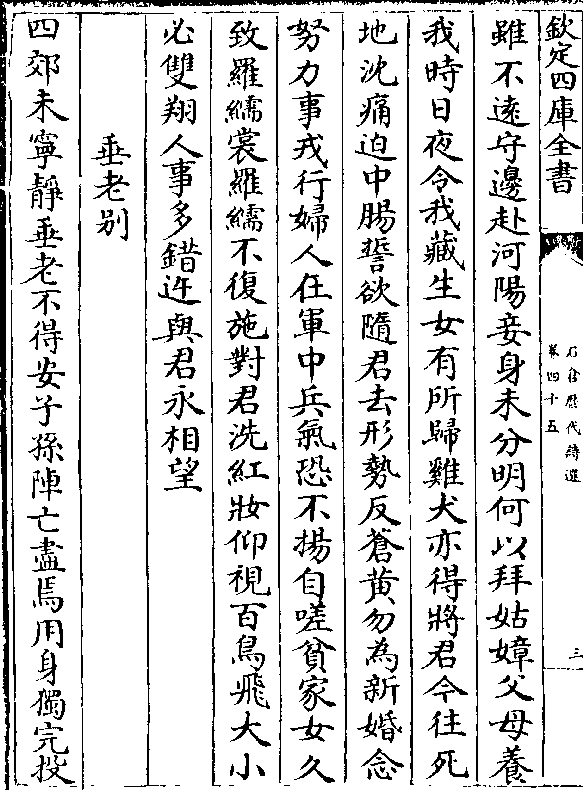 欽定四庫全書
石倉歷代詩選
卷四十五
三
雖不遠守邊赴河陽妾身未分明何以拜姑嫜父母養
我時日夜令我藏生女有所歸雞犬亦得將君今往死
地沈痛迫中腸誓欲隨君去形勢反蒼黄勿為新婚念
努力事戎行婦人在軍中兵氣恐不揚自嗟貧家女久
致羅繻裳羅繻不復施對君洗紅妝仰視百鳥飛大小
必雙翔人事多錯迕與君永相望
垂老别
四郊未寧靜垂老不得安子孫陣亡盡焉用身獨完投